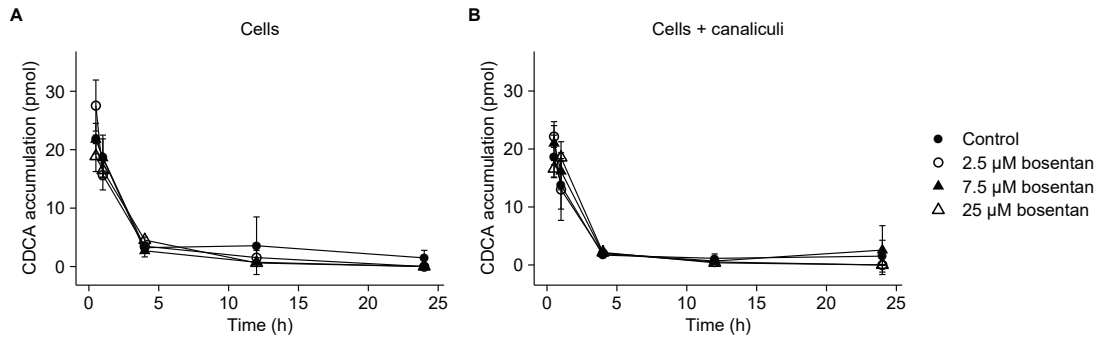 A
Cells
CDCA accumulation (pmol)
30
20
10
0
0 5 10 15 20 25
Time (h)
B
Cells + canaliculi
CDCA accumulation (pmol)
30
20
10
0
0 5 10 15 20 25
Time (h)
Control
2.5 µM bosentan
7.5 µM bosentan
25 µM bosentan